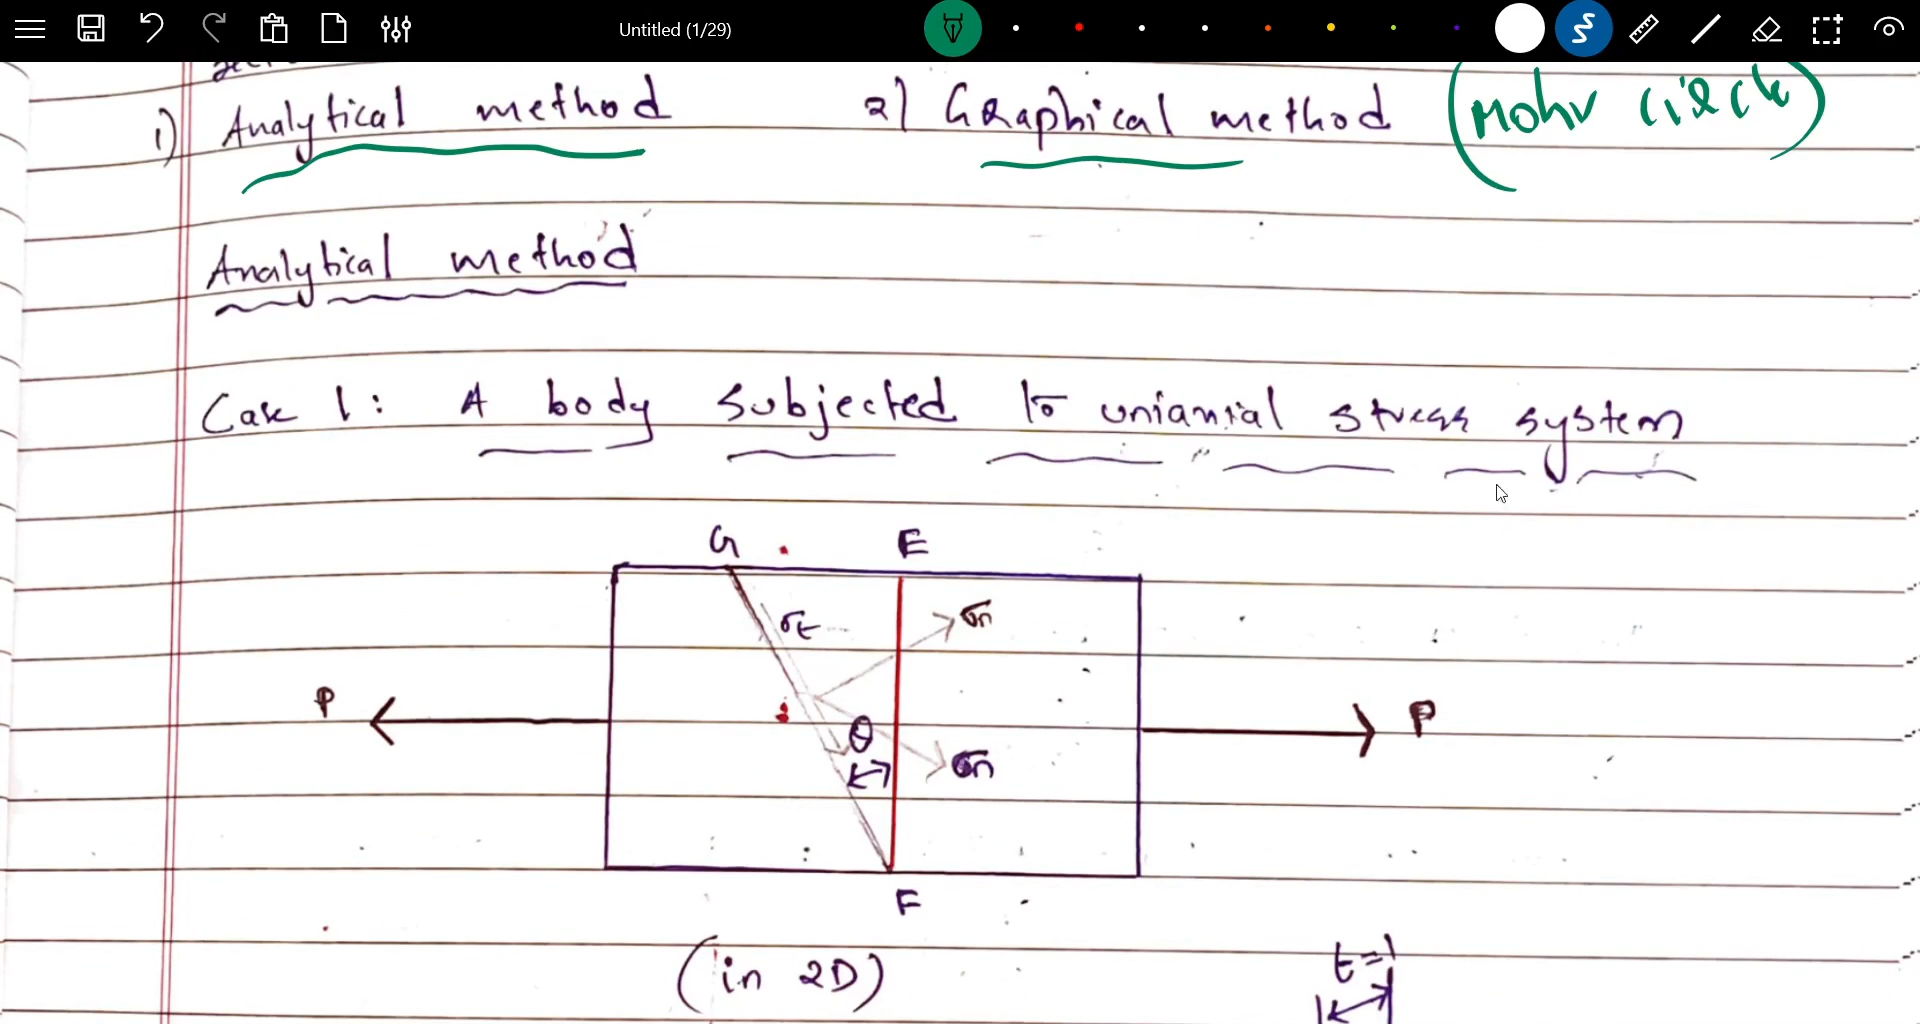 Untitled (1/29)
1) Analytical method 2) Graphical method (Mohr circle)
Analytical method
Case 1: A body subjected to uniaxial stress system
G E
σt σn
P P
θ
σn
F
(in 2D) t=1